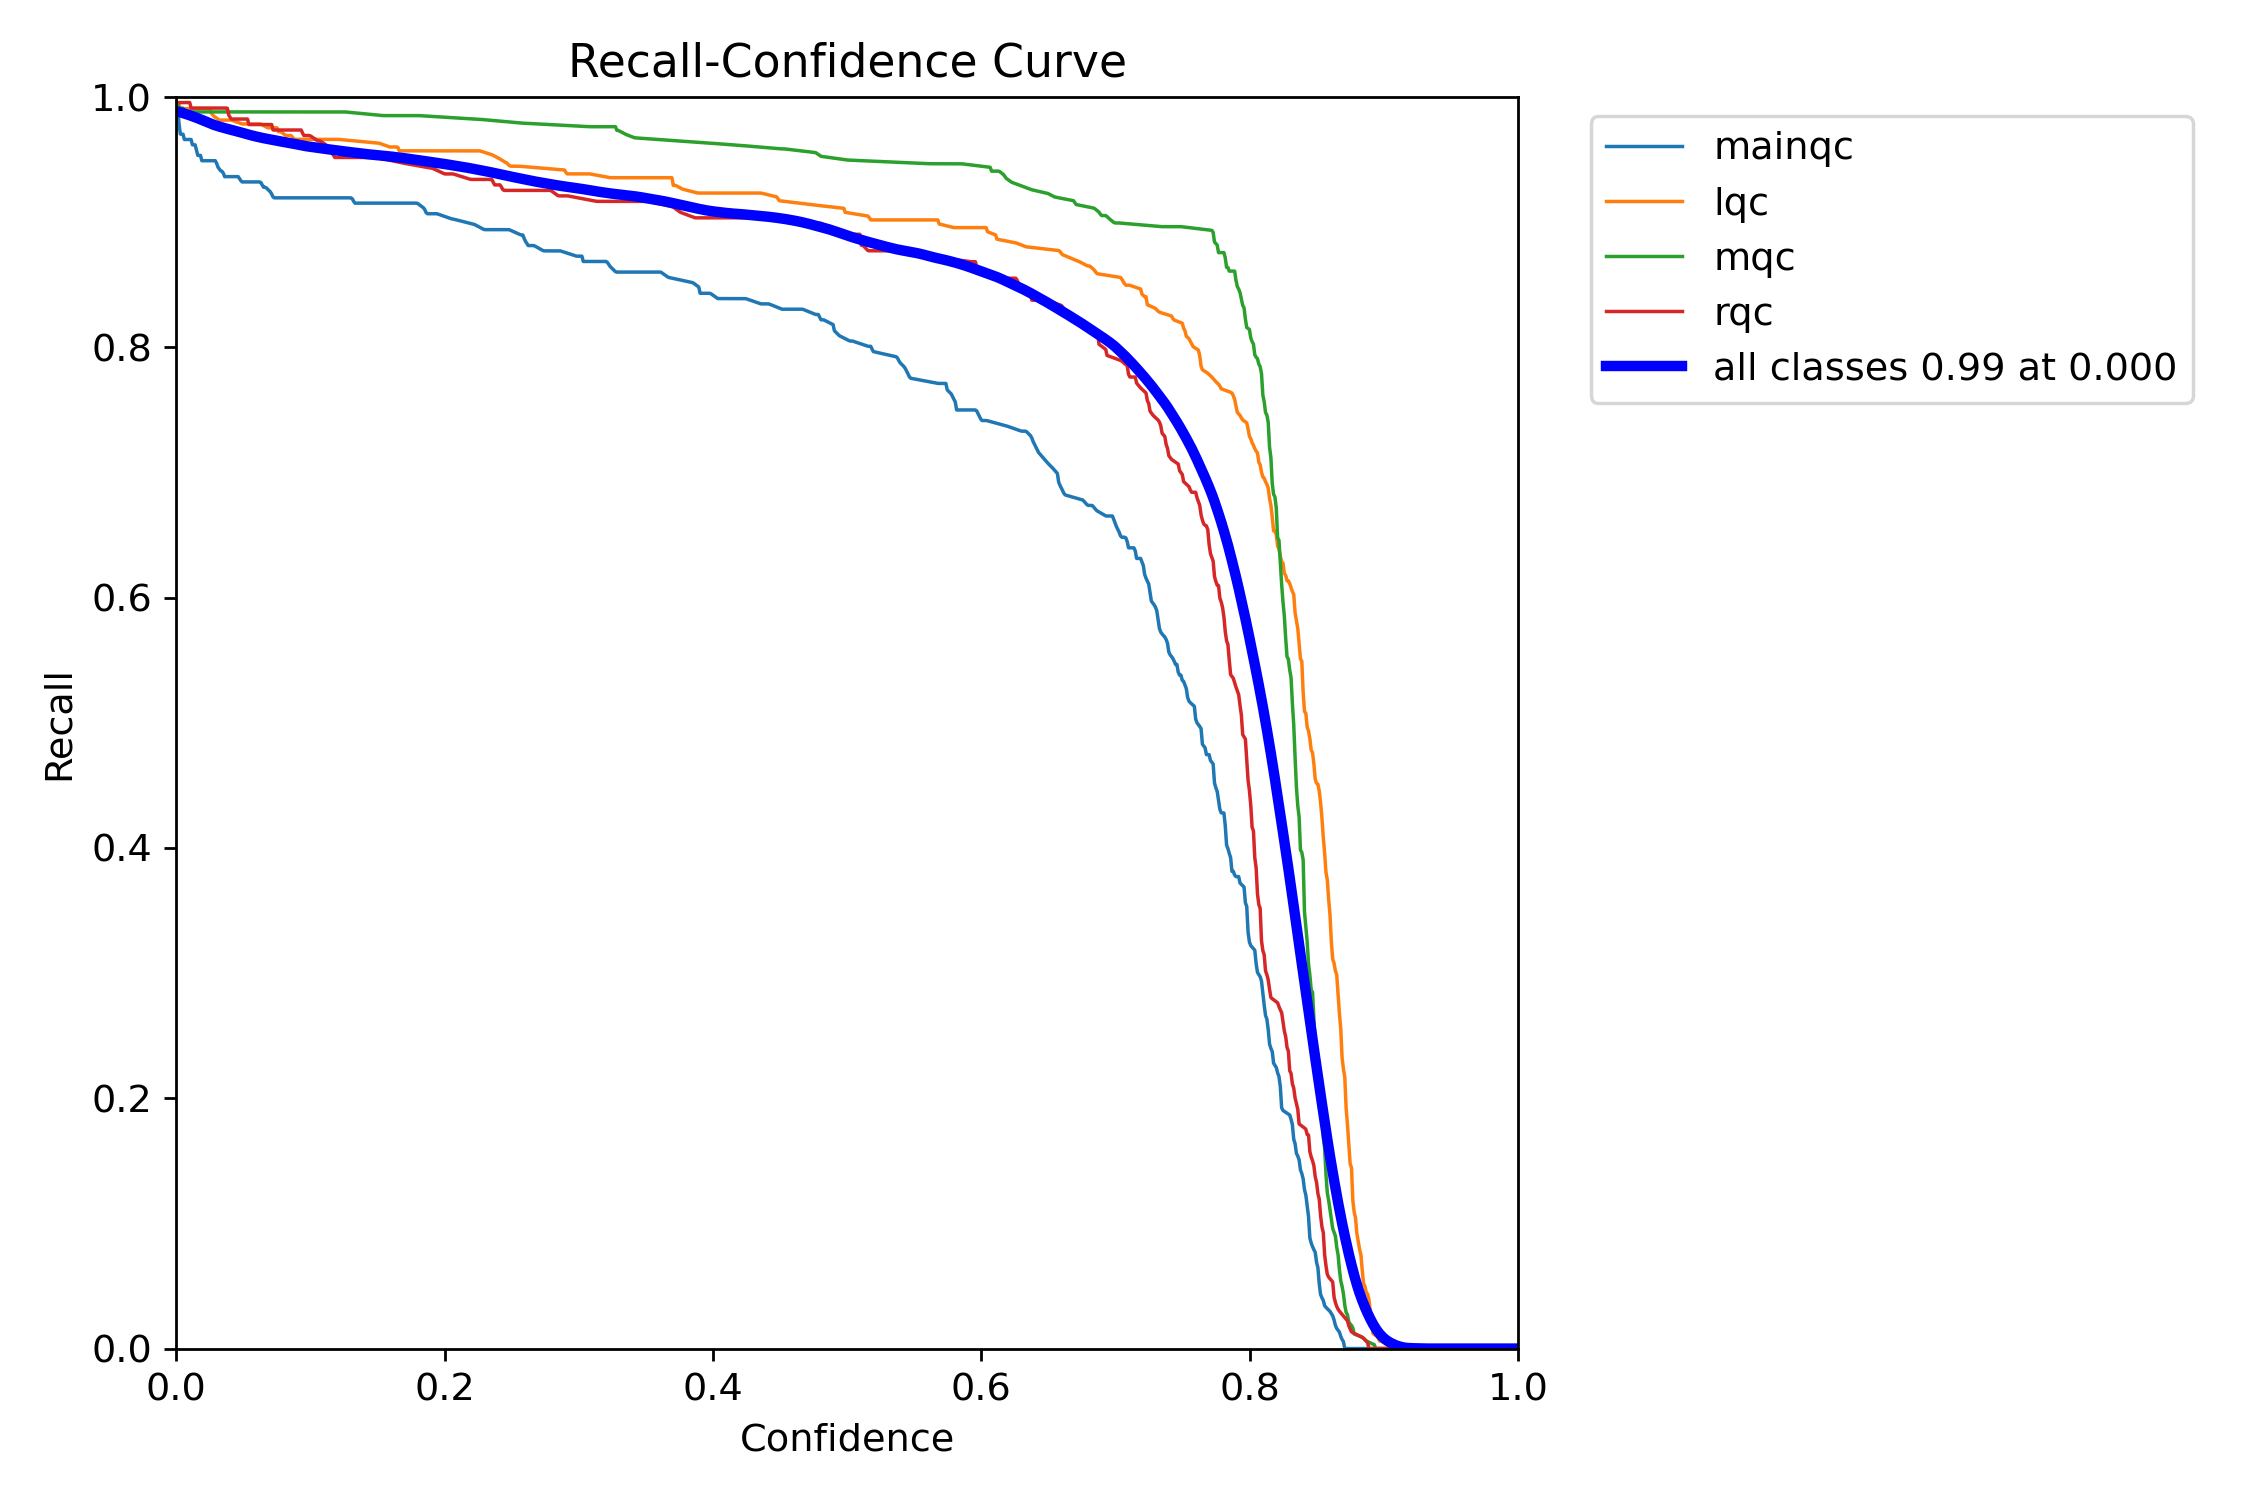 Recall-Confidence Curve
1.0
0.8
0.6
0.4
0.2
0.0
Recall
0.0 0.2 0.4 0.6 0.8 1.0
Confidence
mainqc
lqc
mqc
rqc
all classes 0.99 at 0.000